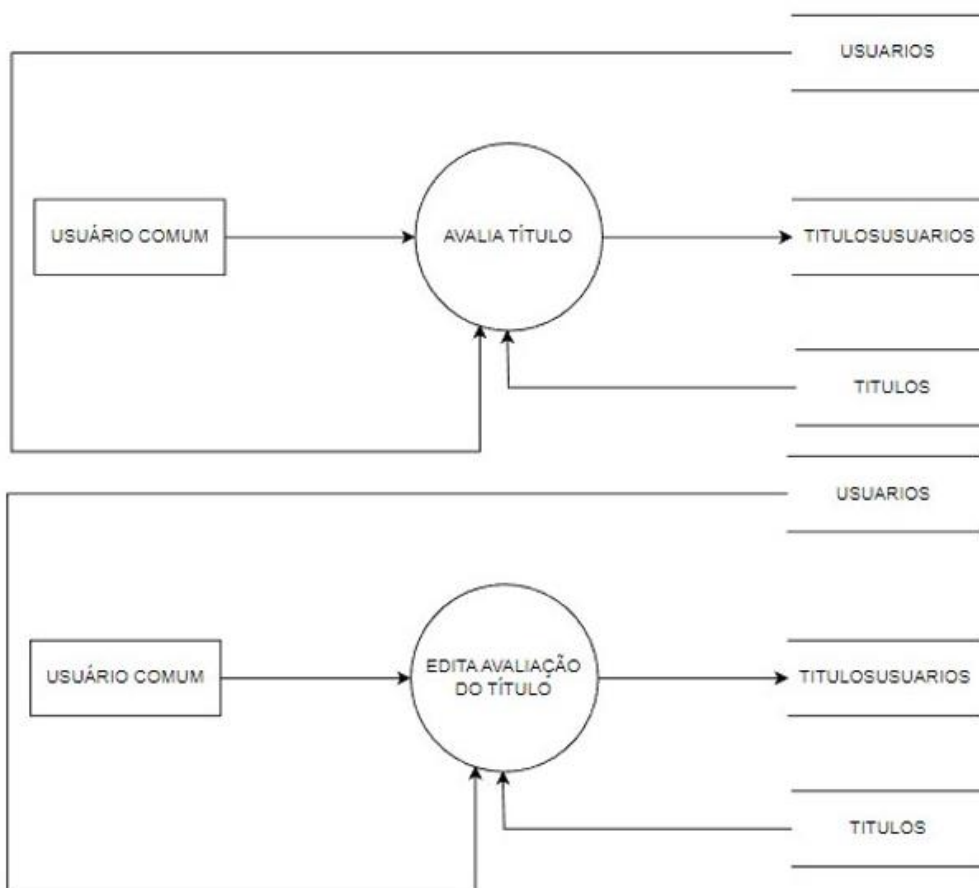 USUARIOS
USUÁRIO COMUM
AVALIA TÍTULO
TITULOSUSUARIOS
TITULOS
USUARIOS
USUÁRIO COMUM
EDITA AVALIAÇÃO
DO TÍTULO
TITULOSUSUARIOS
TITULOS